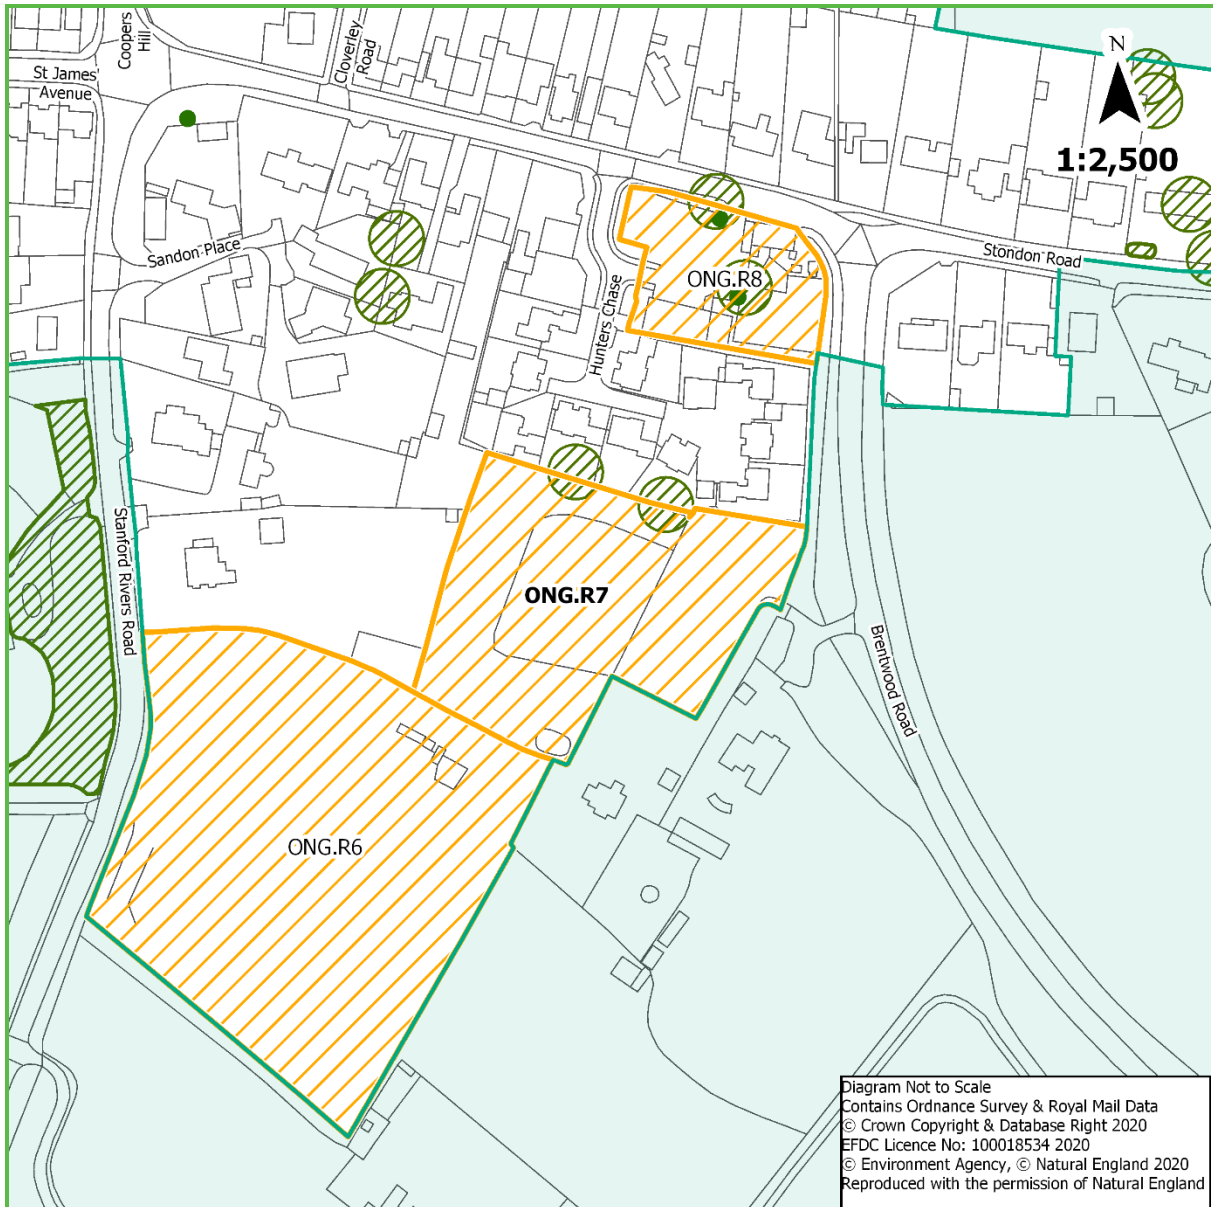 Coopers
Hill
Cloverley
Road
N
St James'
Avenue
1:2,500
Sandon Place
Stondon Road
ONG.R8
Hunters Chase
Stanford Rivers Road
ONG.R7
Brentwood Road
ONG.R6
Diagram Not to Scale
Contains Ordnance Survey & Royal Mail Data
© Crown Copyright & Database Right 2020
EFDC Licence No: 100018534 2020
© Environment Agency, © Natural England 2020
Reproduced with the permission of Natural England